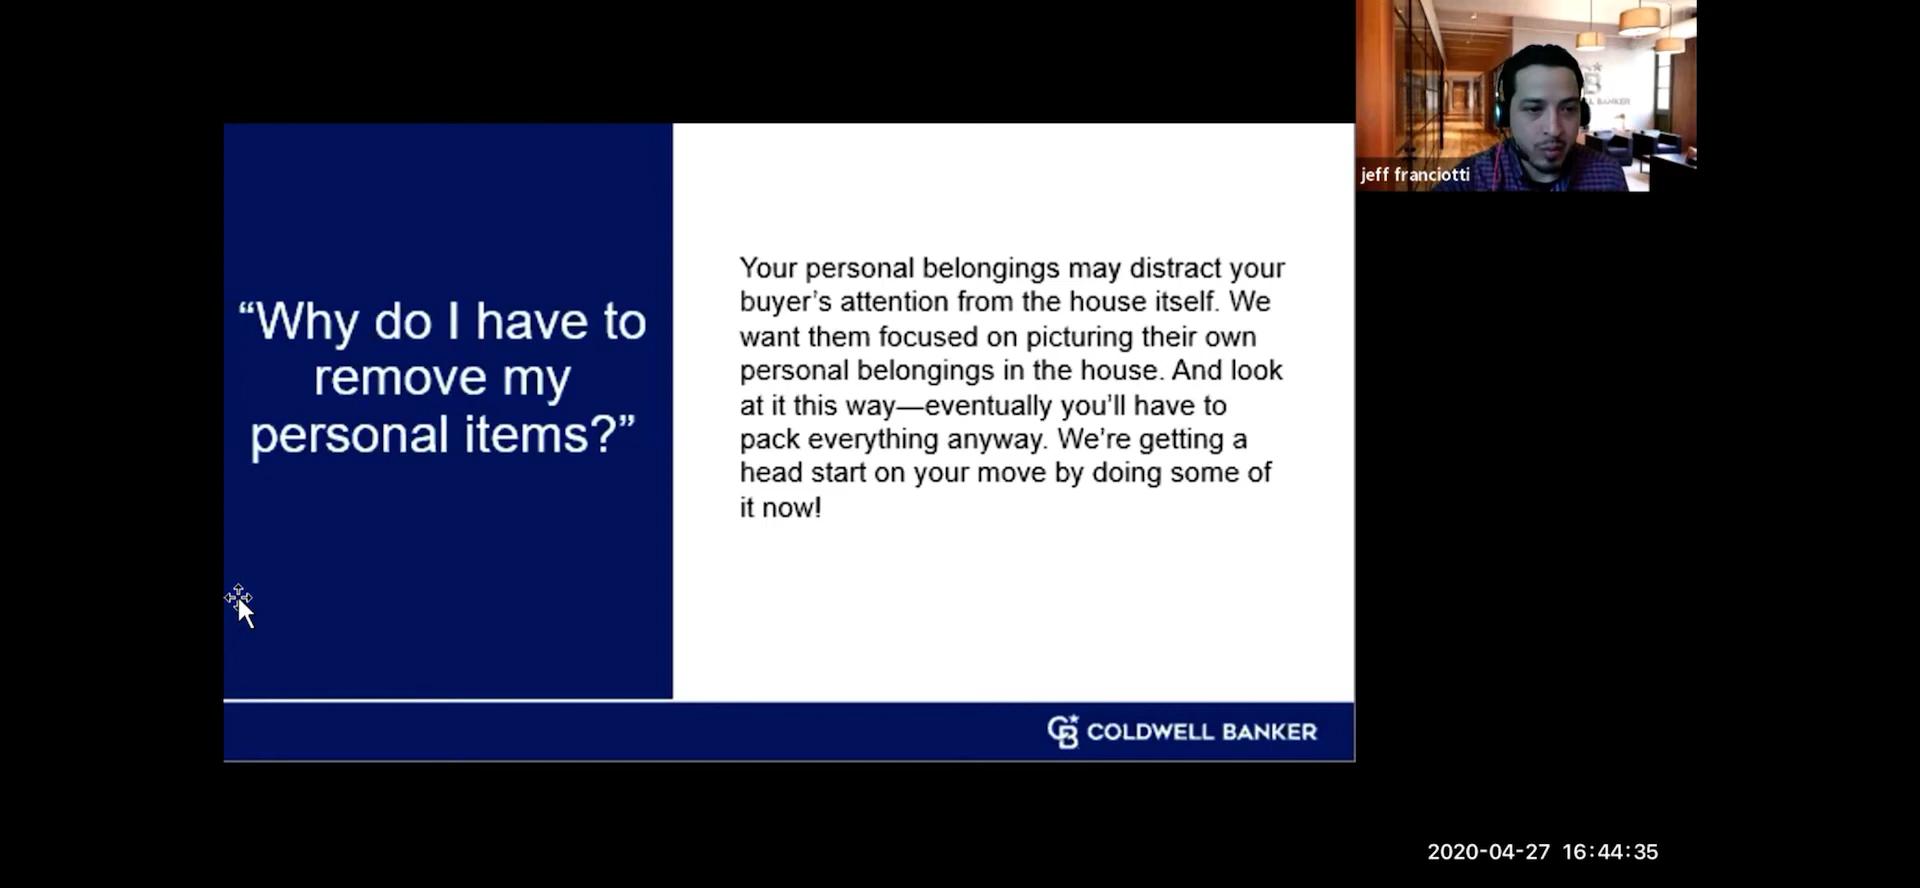 “Why do I have to
remove my
personal items?”
Your personal belongings may distract your
buyer’s attention from the house itself. We
want them focused on picturing their own
personal belongings in the house. And look
at it this way—eventually you’ll have to
pack everything anyway. We’re getting a
head start on your move by doing some of
it now!
CB COLDWELL BANKER
jeff franciotti
2020-04-27 16:44:35